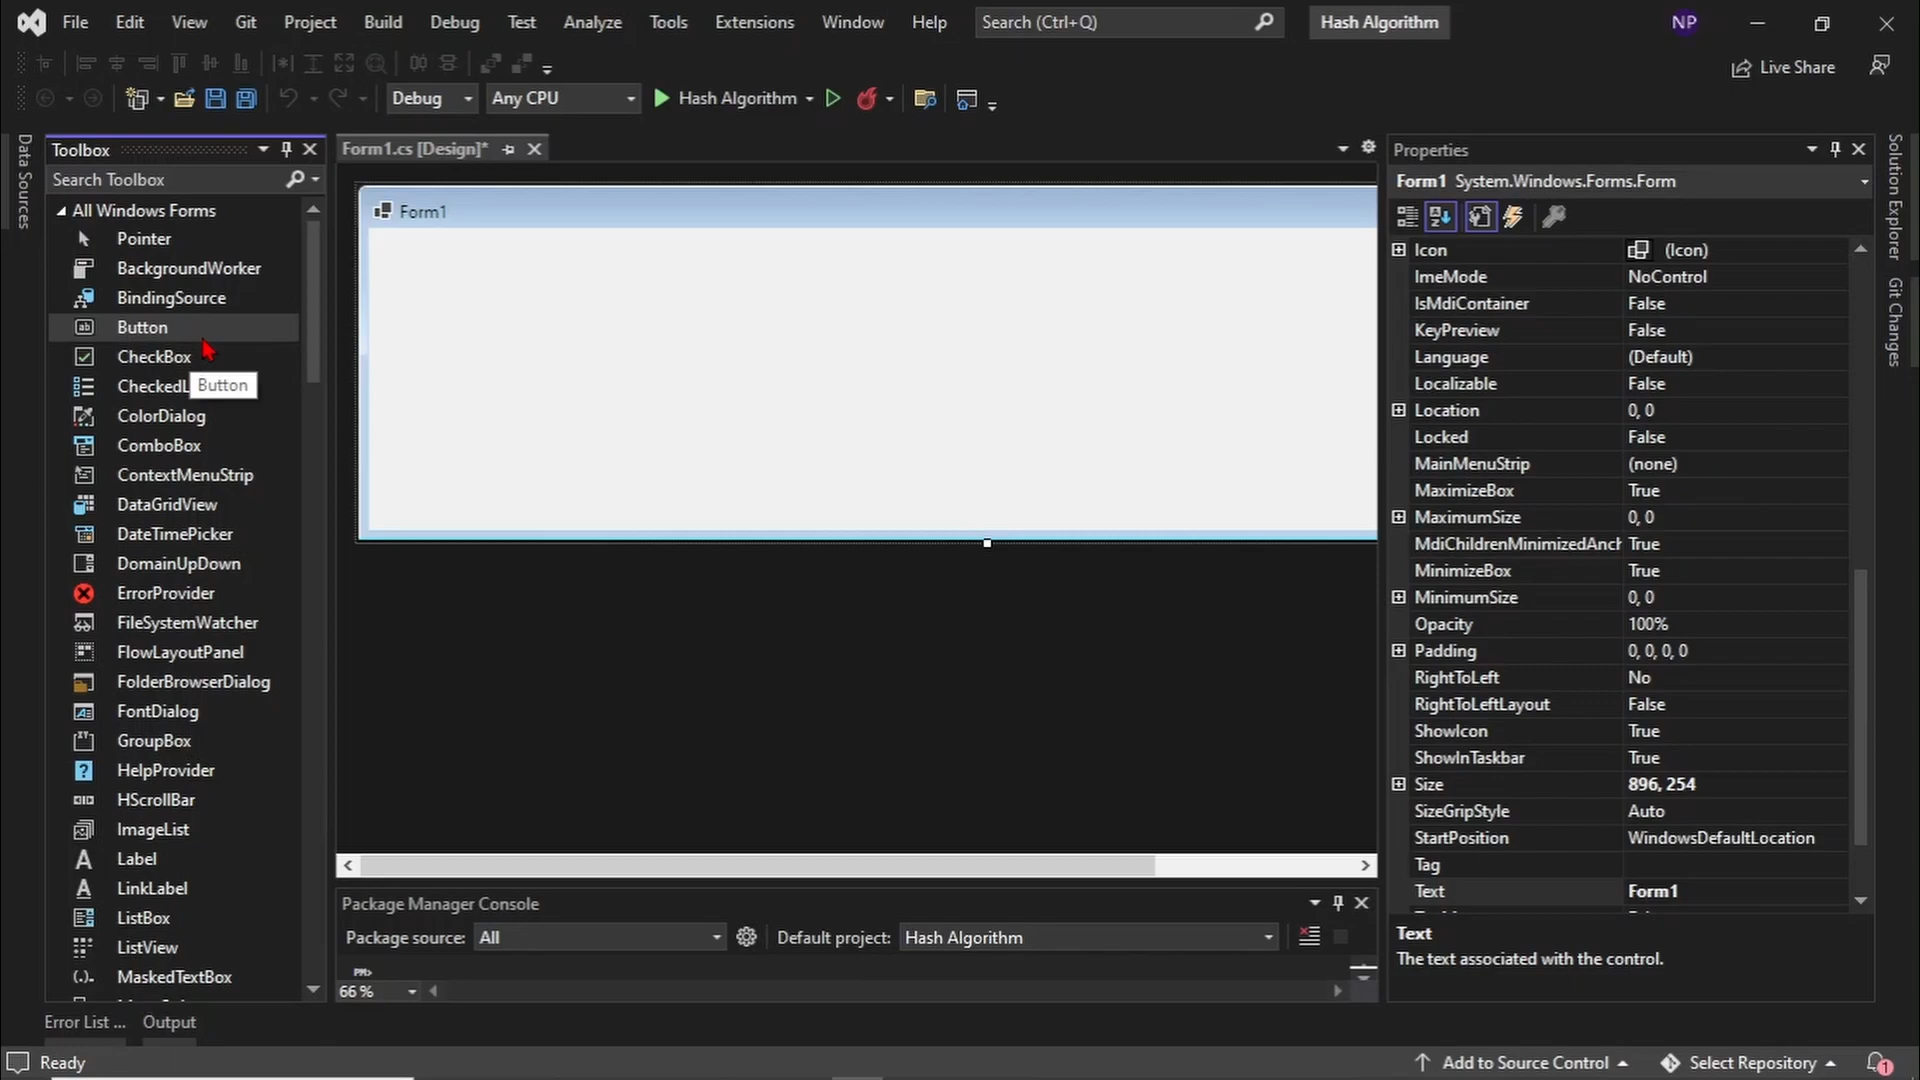 File Edit View Git Project Build Debug Test Analyze Tools Extensions Window Help Search (Ctrl+Q) Hash Algorithm NP
Live Share
Debug Any CPU Hash Algorithm
Data Sources
Toolbox
Search Toolbox
All Windows Forms
Pointer
BackgroundWorker
BindingSource
Button
CheckBox
CheckedL
Button
ColorDialog
ComboBox
ContextMenuStrip
DataGridView
DateTimePicker
DomainUpDown
ErrorProvider
FileSystemWatcher
FlowLayoutPanel
FolderBrowserDialog
FontDialog
GroupBox
HelpProvider
HScrollBar
ImageList
Label
LinkLabel
ListBox
ListView
MaskedTextBox
Form1.cs [Design]*
Form1
Package Manager Console
Package source: All Default project: Hash Algorithm
PM>
66 %
Properties
Form1 System.Windows.Forms.Form
Icon (Icon)
ImeMode NoControl
IsMdiContainer False
KeyPreview False
Language (Default)
Localizable False
Location 0, 0
Locked False
MainMenuStrip (none)
MaximizeBox True
MaximumSize 0, 0
MdiChildrenMinimizedAnch True
MinimizeBox True
MinimumSize 0, 0
Opacity 100%
Padding 0, 0, 0, 0
RightToLeft No
RightToLeftLayout False
ShowIcon True
ShowInTaskbar True
Size 896, 254
SizeGripStyle Auto
StartPosition WindowsDefaultLocation
Tag
Text Form1
Text
The text associated with the control.
Solution Explorer
Git Changes
Error List ... Output
Ready Add to Source Control Select Repository 1